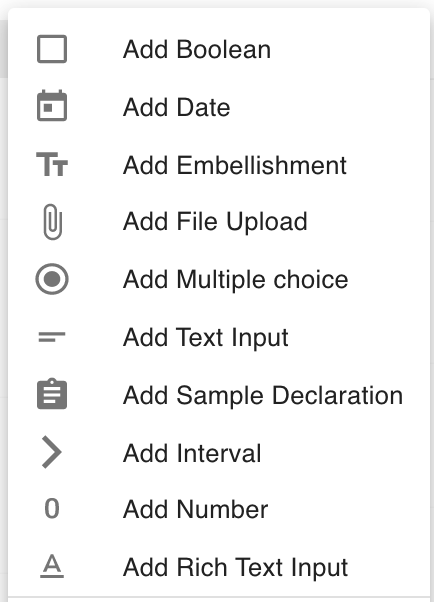 Add Boolean
Add Date
Add Embellishment
Add File Upload
Add Multiple choice
Add Text Input
Add Sample Declaration
Add Interval
0 Add Number
Add Rich Text Input